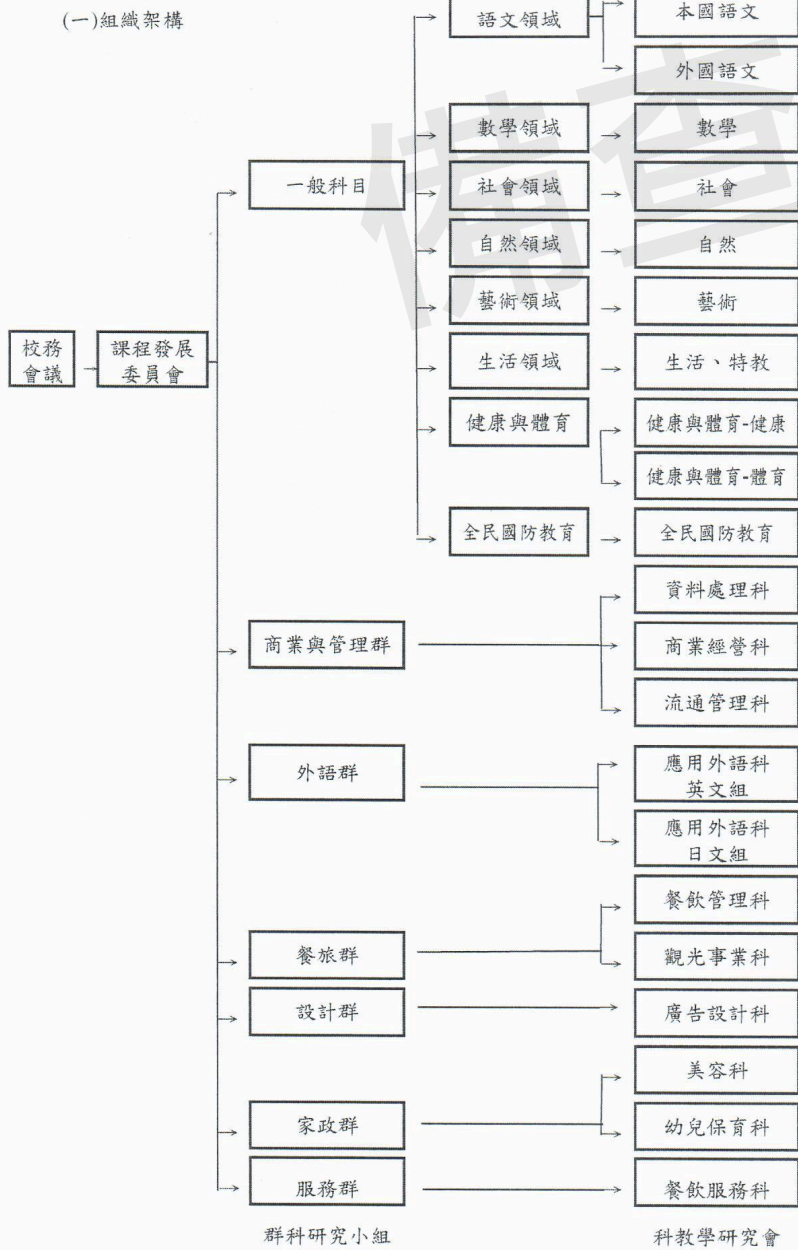 (一)組織架構
語文領域
本國語文
外國語文
數學領域
數學
一般科目
社會領域
社會
自然領域
自然
藝術領域
藝術
校務
會議
課程發展
委員會
生活領域
生活、特教
健康與體育
健康與體育-健康
健康與體育-體育
全民國防教育
全民國防教育
資料處理科
商業與管理群
商業經營科
流通管理科
外語群
應用外語科
英文組
應用外語科
日文組
餐飲管理科
餐旅群
觀光事業科
設計群
廣告設計科
美容科
家政群
幼兒保育科
服務群
餐飲服務科
群科研究小組
科教學研究會
備查